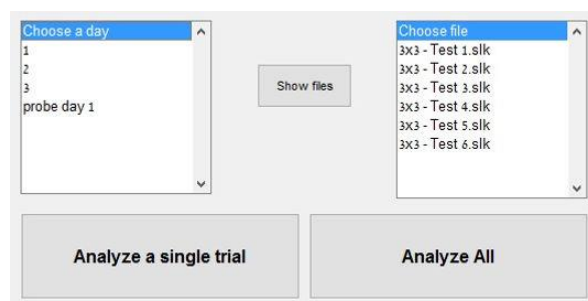 Choose a day
1
2
3
probe day 1
Show files
Choose file
3x3 - Test 1.slk
3x3 - Test 2.slk
3x3 - Test 3.slk
3x3 - Test 4.slk
3x3 - Test 5.slk
3x3 - Test 6.slk
Analyze a single trial
Analyze All